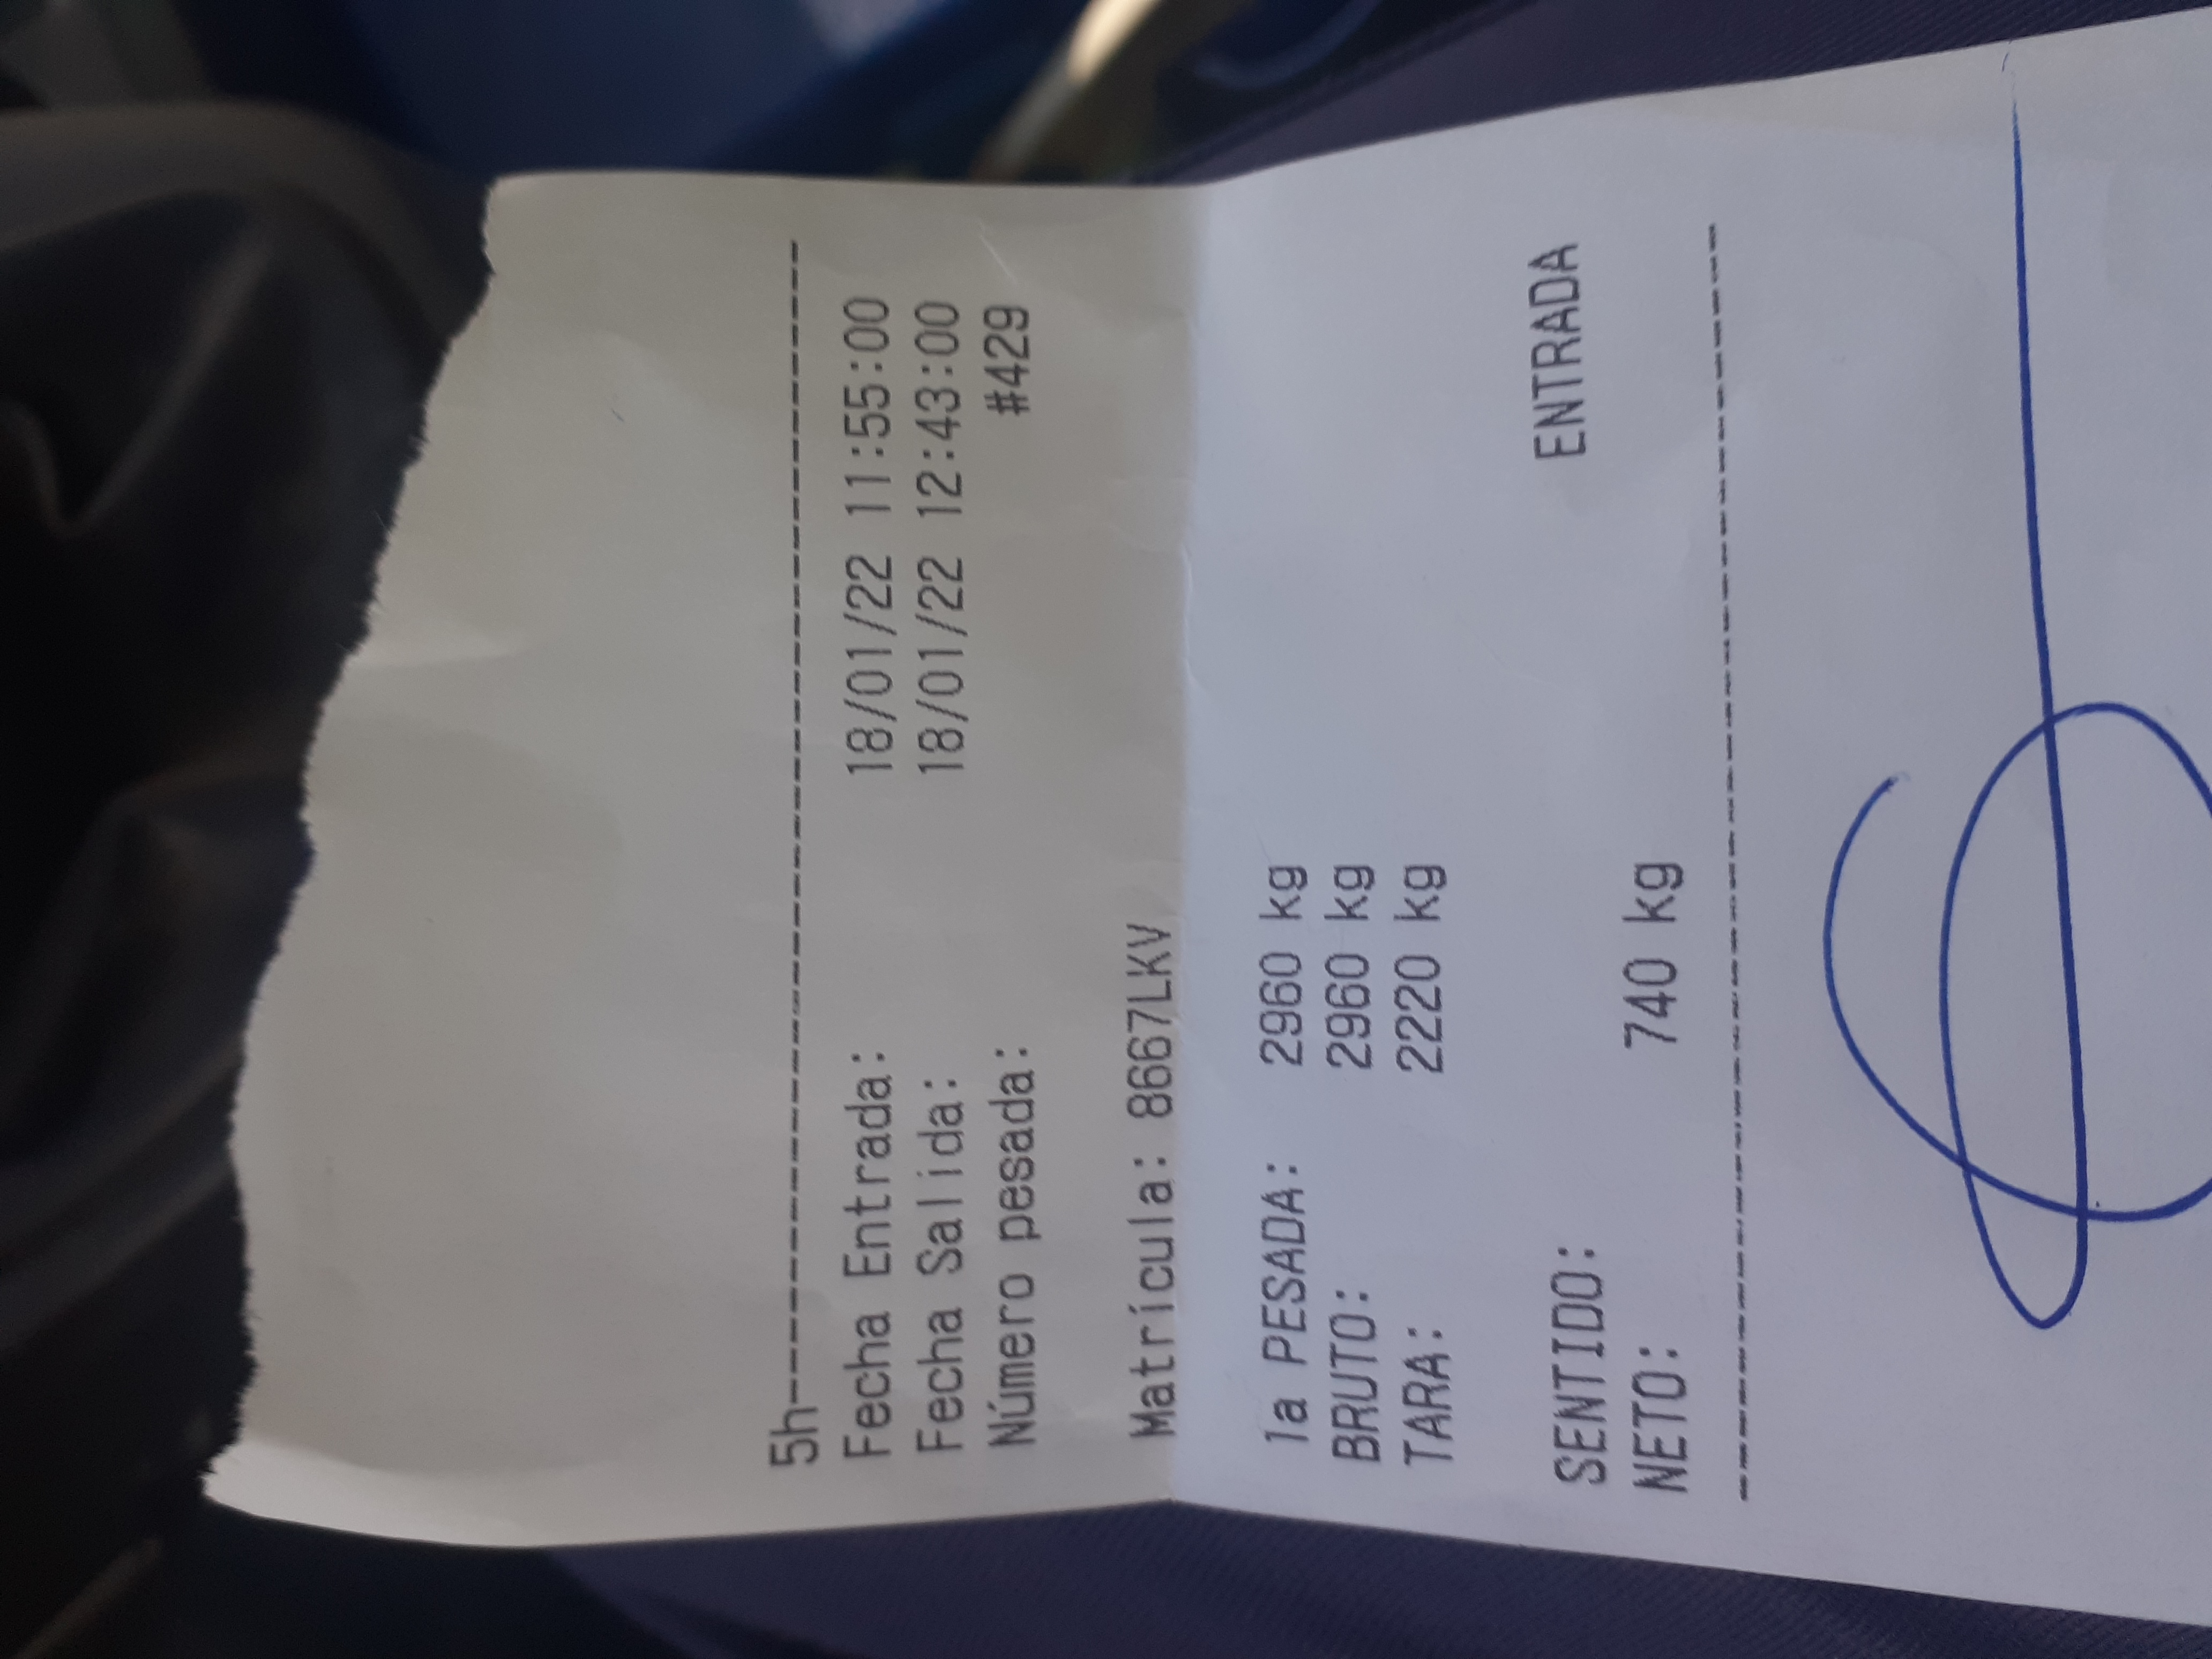 5h------------------------------------------
Fecha Entrada: 18/01/22 11:55:00
Fecha Salida: 18/01/22 12:43:00
Número pesada: #429
Matrícula: 8667LKV
1a PESADA: 2960 kg
BRUTO: 2960 kg
TARA: 2220 kg
SENTIDO: ENTRADA
NETO: 740 kg
--------------------------------------------